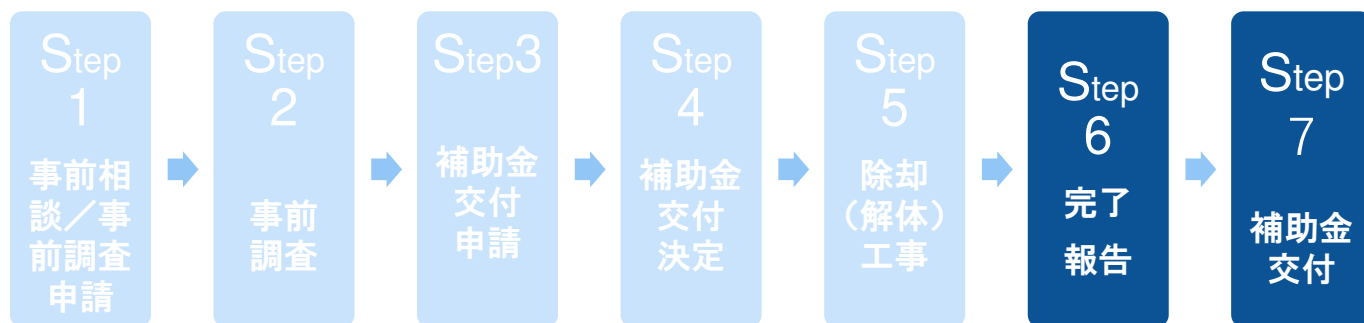 Step
1
事前相
談／事
前調査
申請
Step
2
事前
調査
Step3
補助金
交付
申請
Step
4
補助金
交付
決定
Step
5
除却
（解体）
工事
Step
6
完了
報告
Step
7
補助金
交付